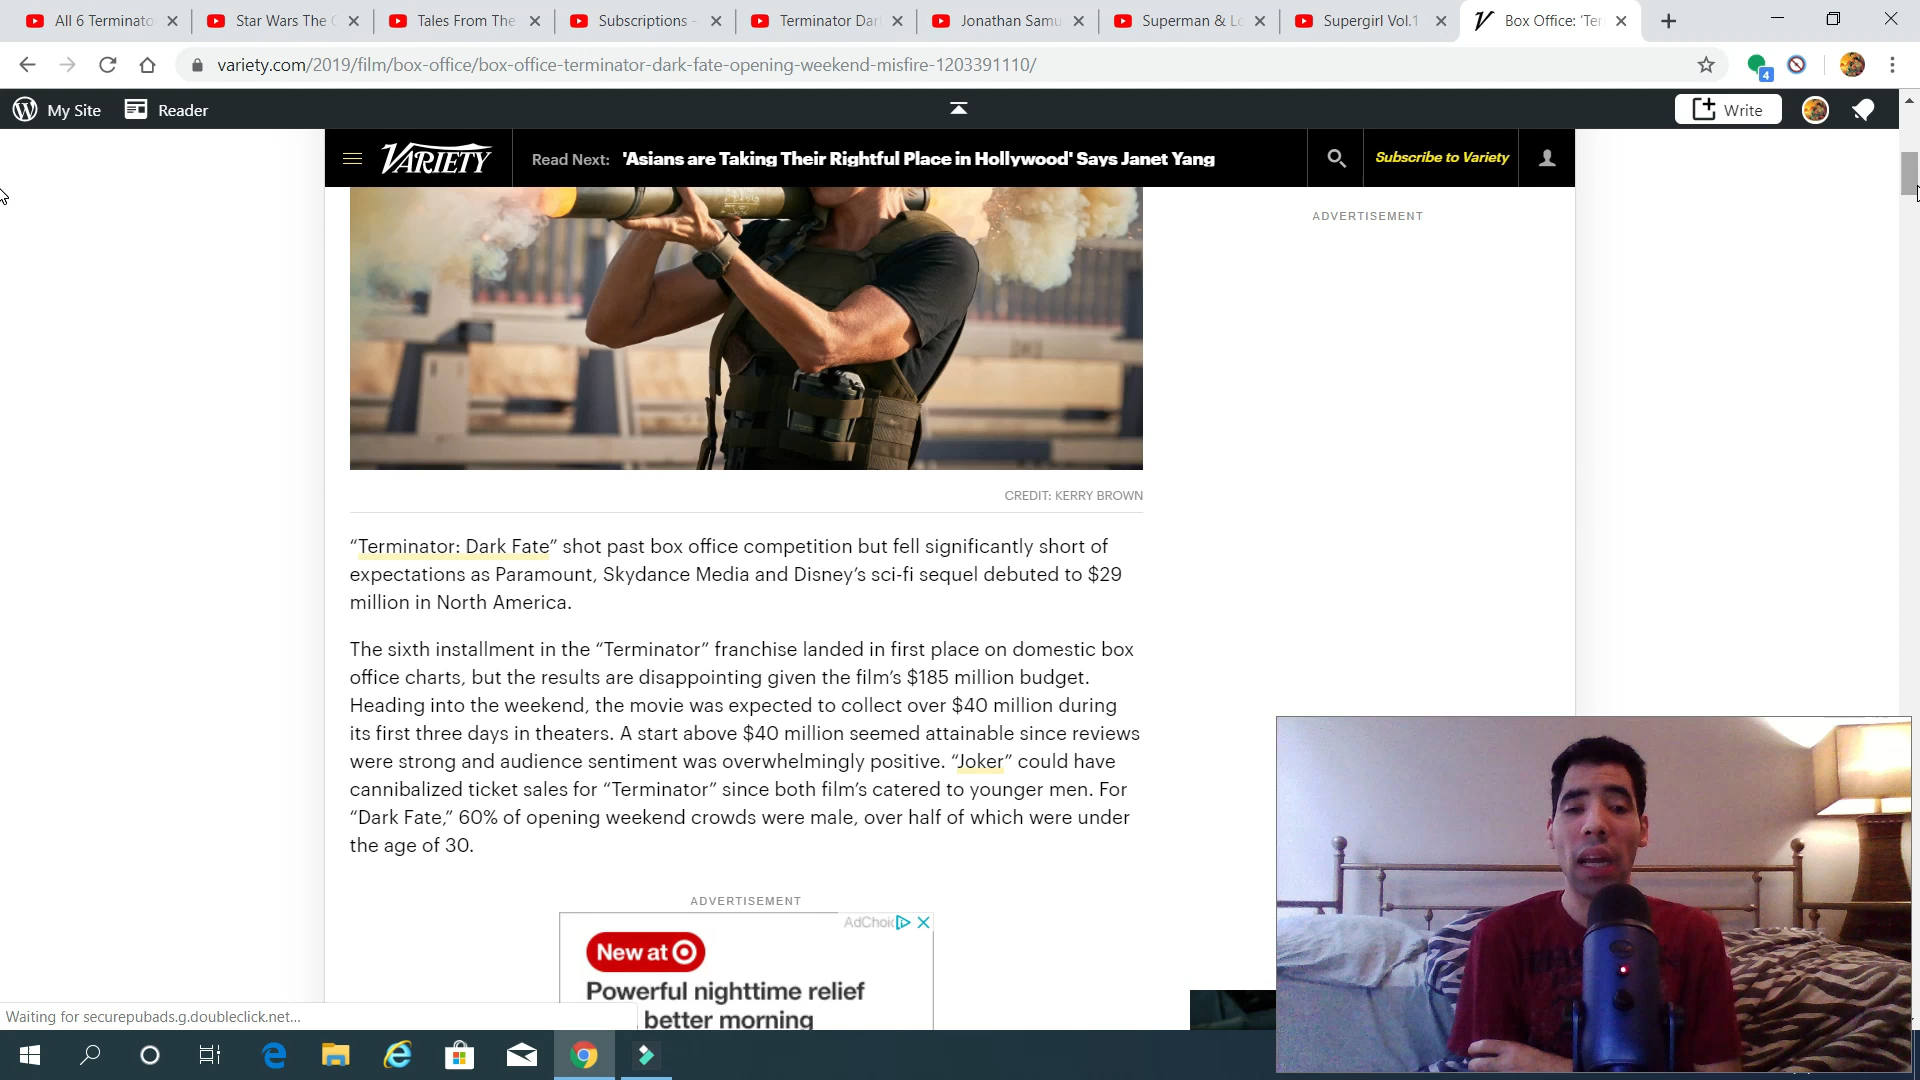 All 6 Terminato
Star Wars The C
Tales From The
Subscriptions -
Terminator Dar
Jonathan Samu
Superman & Lo
Supergirl Vol.1
Box Office: 'Ter
variety.com/2019/film/box-office/box-office-terminator-dark-fate-opening-weekend-misfire-1203391110/
4
My Site
Reader
Write
VARIETY
Read Next: 'Asians are Taking Their Rightful Place in Hollywood' Says Janet Yang
Subscribe to Variety
ADVERTISEMENT
CREDIT: KERRY BROWN
“Terminator: Dark Fate” shot past box office competition but fell significantly short of
expectations as Paramount, Skydance Media and Disney’s sci-fi sequel debuted to $29
million in North America.
The sixth installment in the “Terminator” franchise landed in first place on domestic box
office charts, but the results are disappointing given the film’s $185 million budget.
Heading into the weekend, the movie was expected to collect over $40 million during
its first three days in theaters. A start above $40 million seemed attainable since reviews
were strong and audience sentiment was overwhelmingly positive. “Joker” could have
cannibalized ticket sales for “Terminator” since both film’s catered to younger men. For
“Dark Fate,” 60% of opening weekend crowds were male, over half of which were under
the age of 30.
ADVERTISEMENT
AdChoic
New at
Powerful nighttime relief
better morning
Waiting for securepubads.g.doubleclick.net...